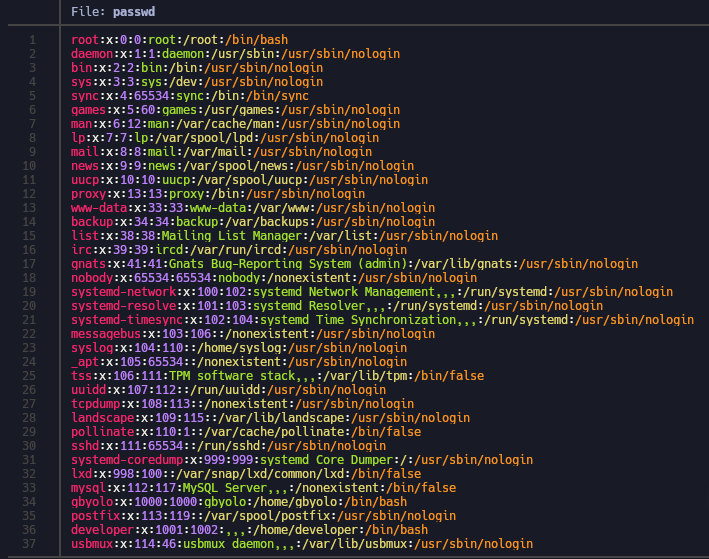 File: passwd
1 root:x:0:0:root:/root:/bin/bash
2 daemon:x:1:1:daemon:/usr/sbin:/usr/sbin/nologin
3 bin:x:2:2:bin:/bin:/usr/sbin/nologin
4 sys:x:3:3:sys:/dev:/usr/sbin/nologin
5 sync:x:4:65534:sync:/bin:/bin/sync
6 games:x:5:60:games:/usr/games:/usr/sbin/nologin
7 man:x:6:12:man:/var/cache/man:/usr/sbin/nologin
8 lp:x:7:7:lp:/var/spool/lpd:/usr/sbin/nologin
9 mail:x:8:8:mail:/var/mail:/usr/sbin/nologin
10 news:x:9:9:news:/var/spool/news:/usr/sbin/nologin
11 uucp:x:10:10:uucp:/var/spool/uucp:/usr/sbin/nologin
12 proxy:x:13:13:proxy:/bin:/usr/sbin/nologin
13 www-data:x:33:33:www-data:/var/www:/usr/sbin/nologin
14 backup:x:34:34:backup:/var/backups:/usr/sbin/nologin
15 list:x:38:38:Mailing List Manager:/var/list:/usr/sbin/nologin
16 irc:x:39:39:ircd:/var/run/ircd:/usr/sbin/nologin
17 gnats:x:41:41:Gnats Bug-Reporting System (admin):/var/lib/gnats:/usr/sbin/nologin
18 nobody:x:65534:65534:nobody:/nonexistent:/usr/sbin/nologin
19 systemd-network:x:100:102:systemd Network Management,,,:/run/systemd:/usr/sbin/nologin
20 systemd-resolve:x:101:103:systemd Resolver,,,:/run/systemd:/usr/sbin/nologin
21 systemd-timesync:x:102:104:systemd Time Synchronization,,,:/run/systemd:/usr/sbin/nologin
22 messagebus:x:103:106::/nonexistent:/usr/sbin/nologin
23 syslog:x:104:110::/home/syslog:/usr/sbin/nologin
24 _apt:x:105:65534::/nonexistent:/usr/sbin/nologin
25 tss:x:106:111:TPM software stack,,,:/var/lib/tpm:/bin/false
26 uuidd:x:107:112::/run/uuidd:/usr/sbin/nologin
27 tcpdump:x:108:113::/nonexistent:/usr/sbin/nologin
28 landscape:x:109:115::/var/lib/landscape:/usr/sbin/nologin
29 pollinate:x:110:1::/var/cache/pollinate:/bin/false
30 sshd:x:111:65534::/run/sshd:/usr/sbin/nologin
31 systemd-coredump:x:999:999:systemd Core Dumper:/:/usr/sbin/nologin
32 lxd:x:998:100::/var/snap/lxd/common/lxd:/bin/false
33 mysql:x:112:117:MySQL Server,,,:/nonexistent:/bin/false
34 gbyolo:x:1000:1000:gbyolo:/home/gbyolo:/bin/bash
35 postfix:x:113:119::/var/spool/postfix:/usr/sbin/nologin
36 developer:x:1001:1002:,,,:/home/developer:/bin/bash
37 usbmux:x:114:46:usbmux daemon,,,:/var/lib/usbmux:/usr/sbin/nologin